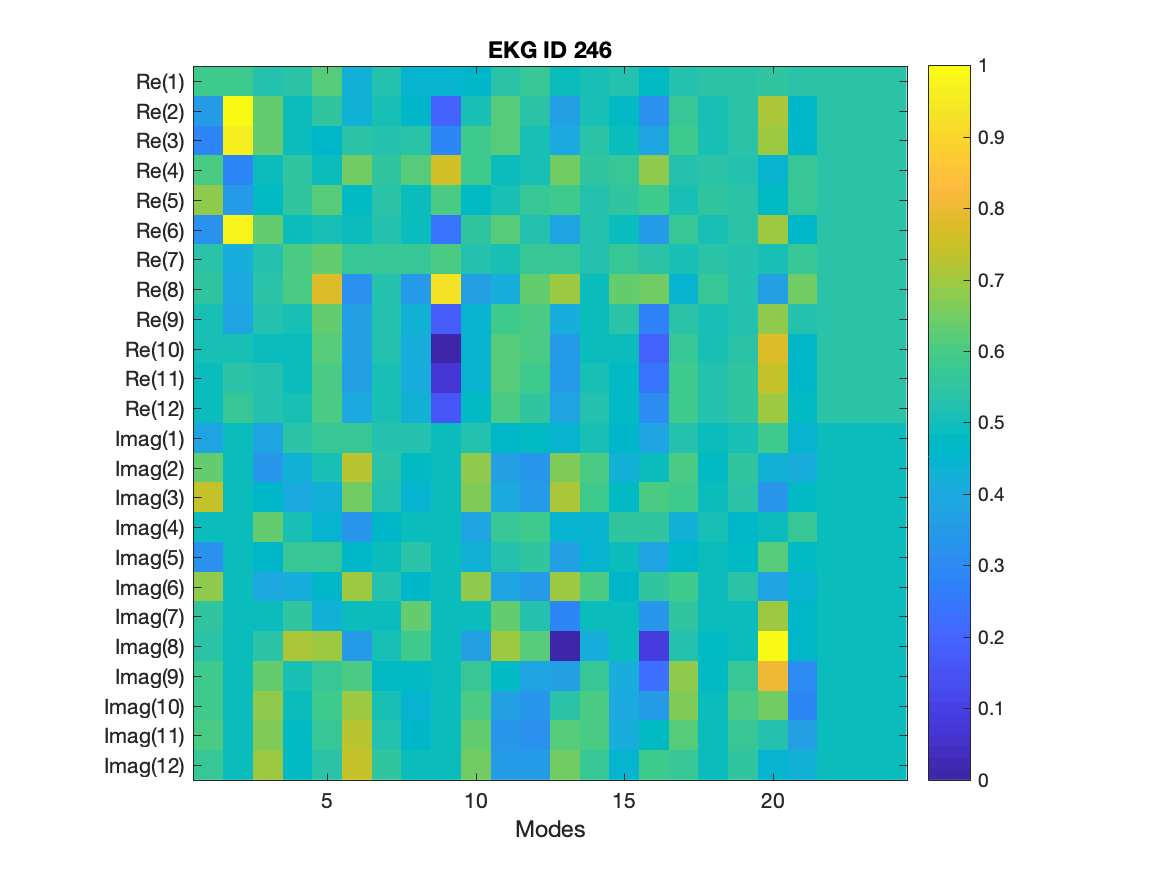 EKG ID 246
Re(1)
Re(2)
Re(3)
Re(4)
Re(5)
Re(6)
Re(7)
Re(8)
Re(9)
Re(10)
Re(11)
Re(12)
Imag(1)
Imag(2)
Imag(3)
Imag(4)
Imag(5)
Imag(6)
Imag(7)
Imag(8)
Imag(9)
Imag(10)
Imag(11)
Imag(12)
5 10 15 20
Modes
1
0.9
0.8
0.7
0.6
0.5
0.4
0.3
0.2
0.1
0